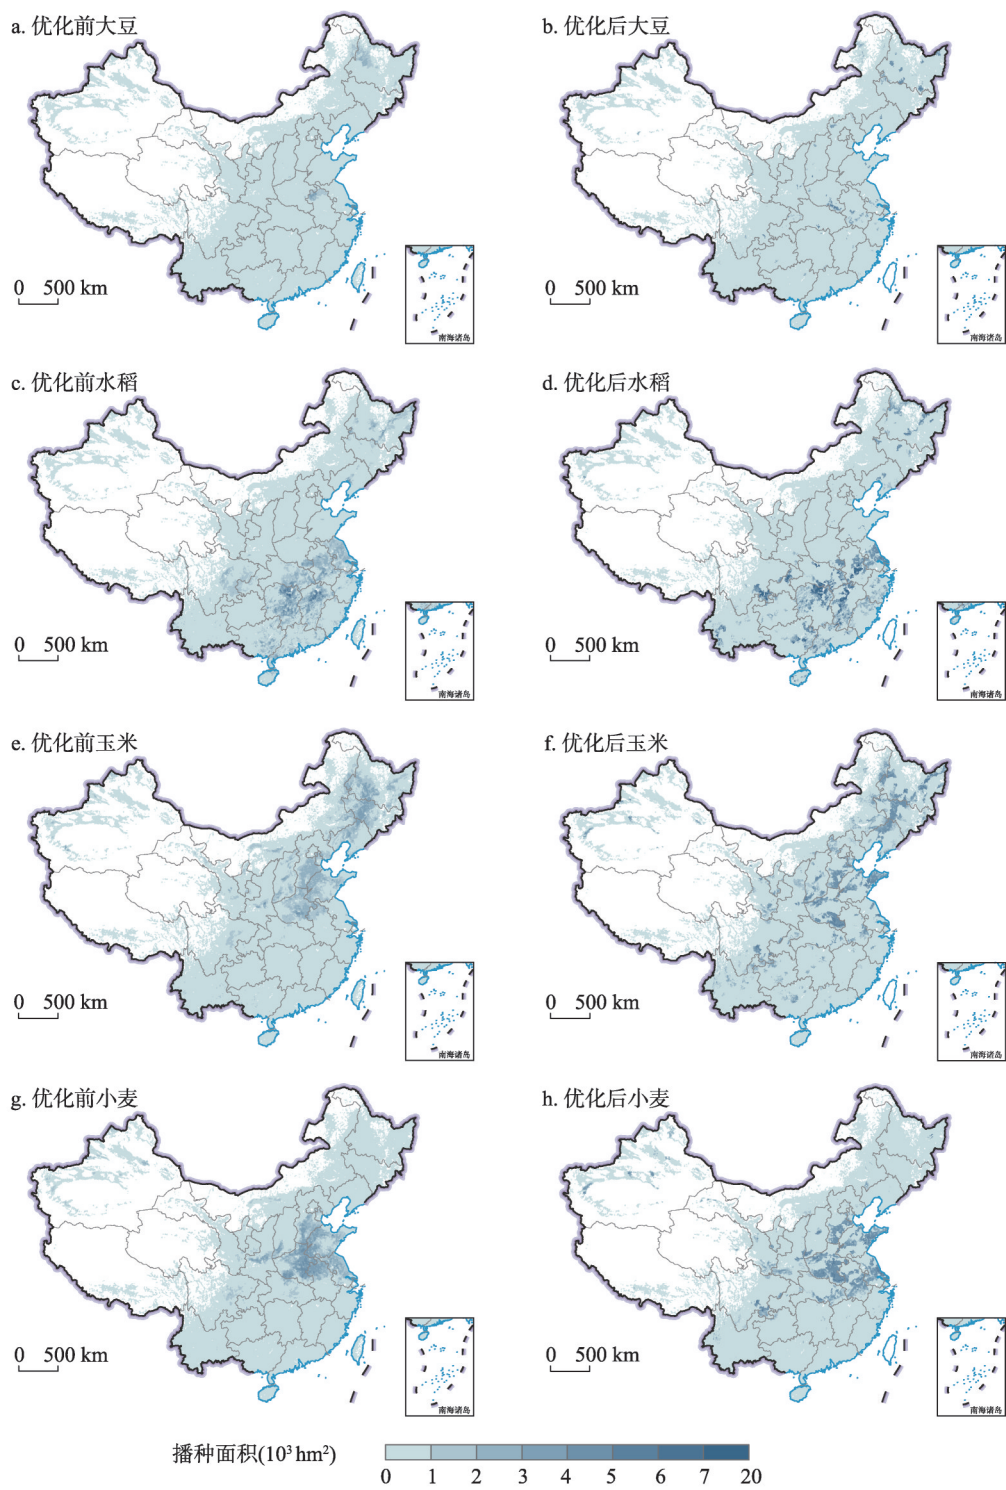 a. 优化前大豆
b. 优化后大豆
0 500 km
南海诸岛
0 500 km
南海诸岛
c. 优化前水稻
d. 优化后水稻
0 500 km
南海诸岛
0 500 km
南海诸岛
e. 优化前玉米
f. 优化后玉米
0 500 km
南海诸岛
0 500 km
南海诸岛
g. 优化前小麦
h. 优化后小麦
0 500 km
南海诸岛
0 500 km
南海诸岛
播种面积(10³ hm²)
0 1 2 3 4 5 6 7 20